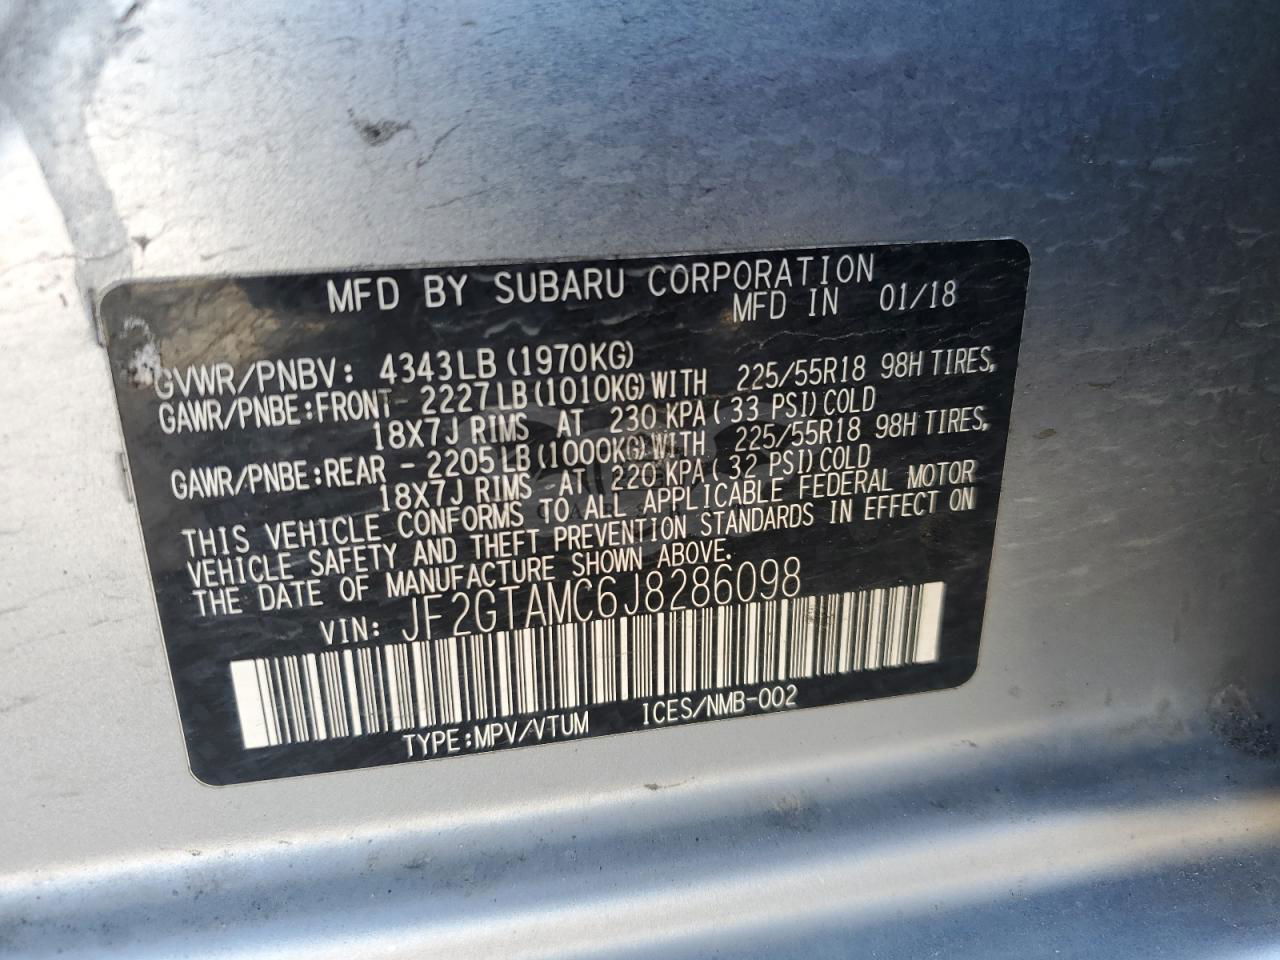 MFD BY SUBARU CORPORATION
MFD IN 01/18
GVWR/PNBV: 4343LB (1970KG)
GAWR/PNBE:FRONT- 2227LB (1010KG) WITH 225/55R18 98H TIRES,
18X7J RIMS AT 230 KPA ( 33 PSI) COLD
GAWR/PNBE:REAR - 2205LB (1000KG) WITH 225/55R18 98H TIRES,
18X7J RIMS AT 220 KPA ( 32 PSI) COLD
THIS VEHICLE CONFORMS TO ALL APPLICABLE FEDERAL MOTOR
VEHICLE SAFETY AND THEFT PREVENTION STANDARDS IN EFFECT ON
THE DATE OF MANUFACTURE SHOWN ABOVE.
VIN: JF2GTAMC6J8286098
TYPE:MPV/VTUM ICES/NMB-002